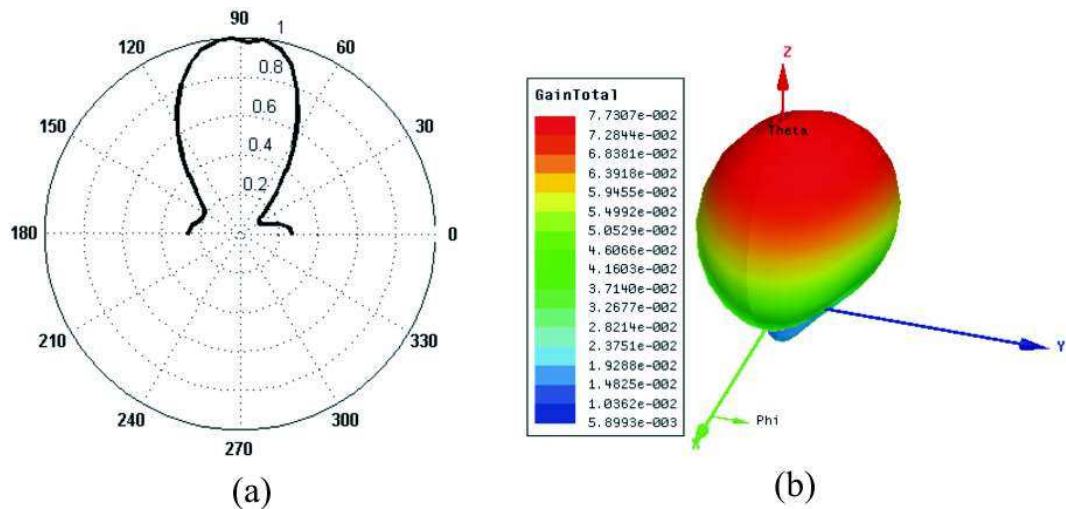 90
1
120
60
0.8
0.6
150
30
0.4
0.2
180
0
210
330
240
300
270
(a)
GainTotal
7.7307e-002
7.2844e-002
6.8381e-002
6.3918e-002
5.9455e-002
5.4992e-002
5.0529e-002
4.6066e-002
4.1603e-002
3.7140e-002
3.2677e-002
2.8214e-002
2.3751e-002
1.9288e-002
1.4825e-002
1.0362e-002
5.8993e-003
Z
Theta
Y
Phi
X
(b)